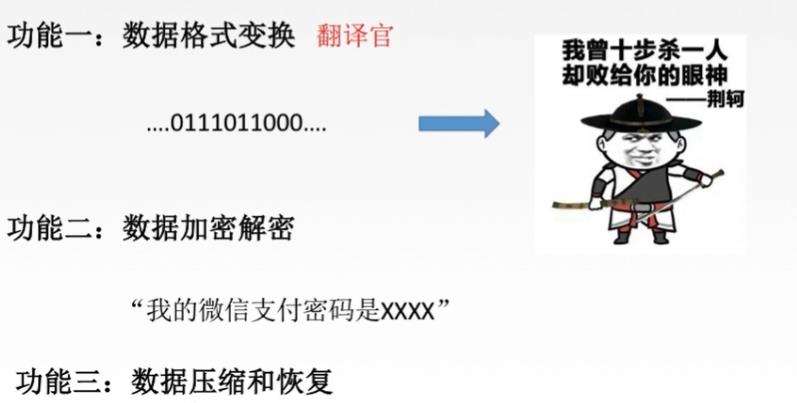 功能一：数据格式变换 翻译官
我曾十步杀一人
却败给你的眼神
——荆轲
....0111011000....
功能二：数据加密解密
“我的微信支付密码是XXXX”
功能三：数据压缩和恢复